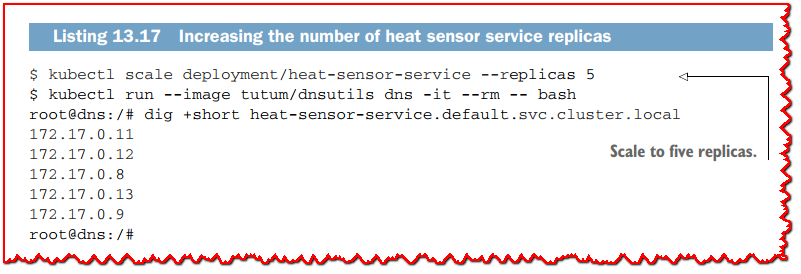 Listing 13.17 Increasing the number of heat sensor service replicas
$ kubectl scale deployment/heat-sensor-service --replicas 5
$ kubectl run --image tutum/dnsutils dns -it --rm -- bash
root@dns:/# dig +short heat-sensor-service.default.svc.cluster.local
172.17.0.11
172.17.0.12
172.17.0.8
172.17.0.13
172.17.0.9
root@dns:/#
Scale to five replicas.